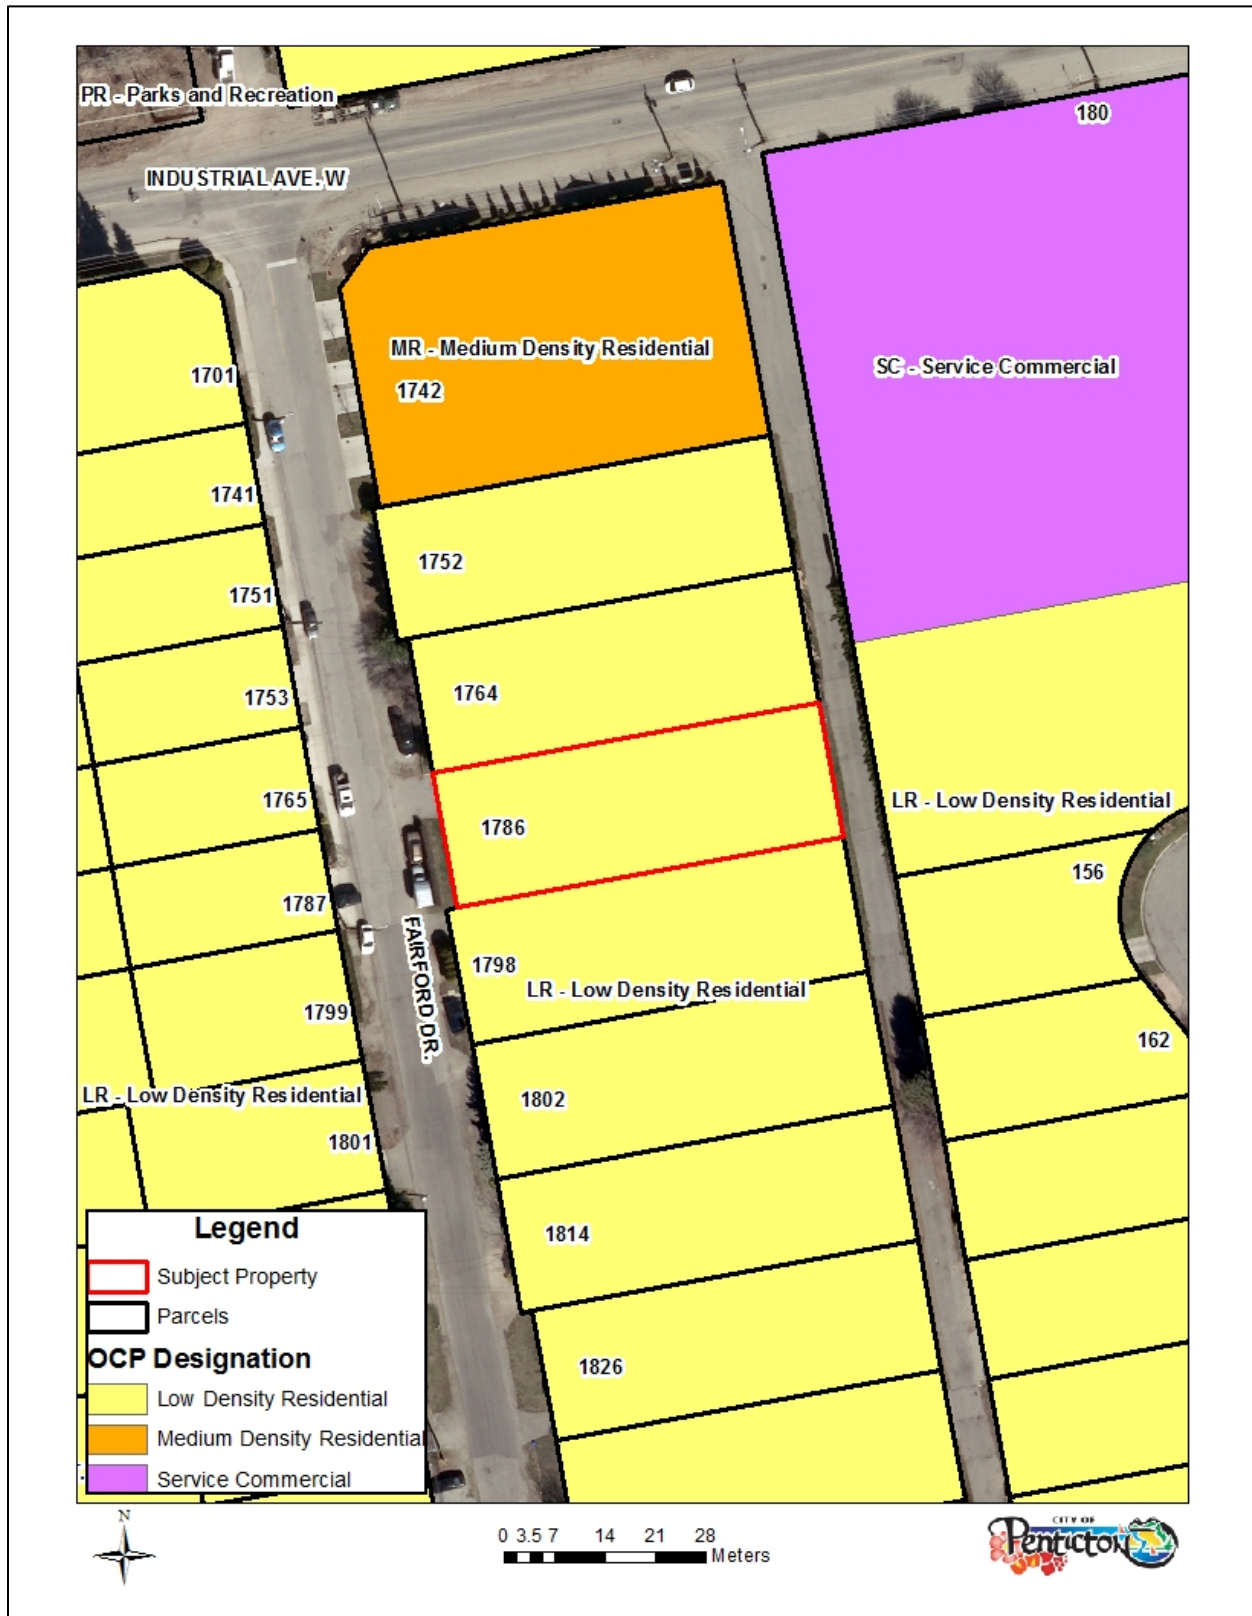 180
PR - Parks and Recreation
INDUSTRIAL AVE. W
MR - Medium Density Residential
1742
SC - Service Commercial
1701
1741
1752
1751
1764
1753
1765
1786
LR - Low Density Residential
156
1787
FAIRFORD DR.
1798
LR - Low Density Residential
1799
162
1802
LR - Low Density Residential
1801
1814
1826
Legend
Subject Property
Parcels
OCP Designation
Low Density Residential
Medium Density Residential
Service Commercial
N
0 3.5 7 14 21 28
Meters
CITY OF
Penticton